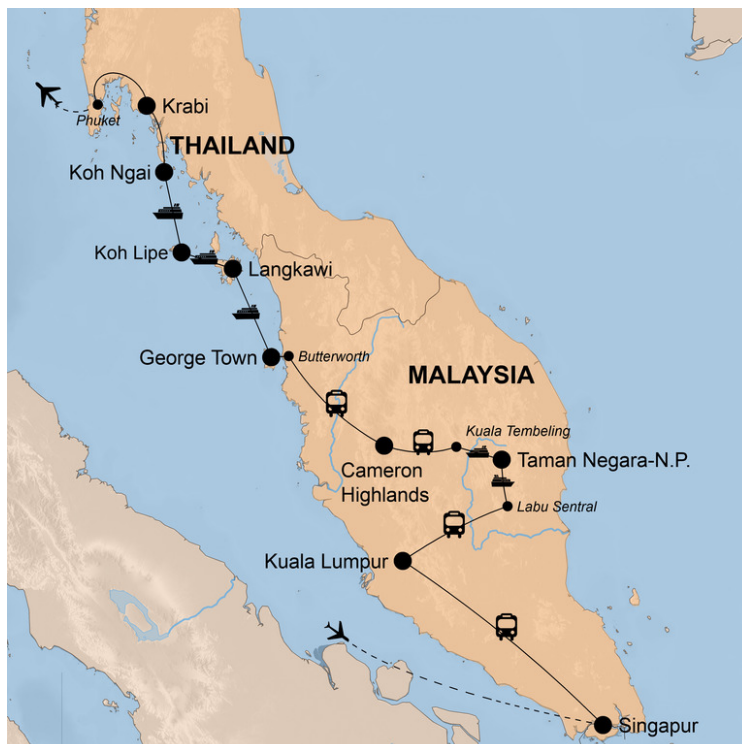 Phuket
Krabi
THAILAND
Koh Ngai
Koh Lipe
Langkawi
George Town
Butterworth
MALAYSIA
Kuala Tembeling
Cameron
Highlands
Taman Negara-N.P.
Labu Sentral
Kuala Lumpur
Singapur